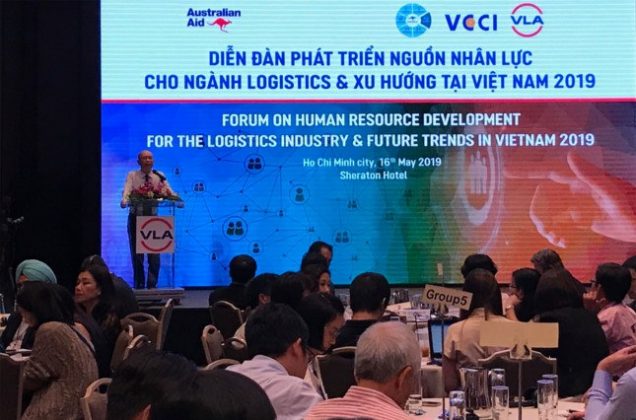 Australian
Aid
VCCI
VLA
DIỄN ĐÀN PHÁT TRIỂN NGUỒN NHÂN LỰC
CHO NGÀNH LOGISTICS & XU HƯỚNG TẠI VIỆT NAM 2019
FORUM ON HUMAN RESOURCE DEVELOPMENT
FOR THE LOGISTICS INDUSTRY & FUTURE TRENDS IN VIETNAM 2019
Ho Chi Minh city, 16th May 2019
Sheraton Hotel
VLA
Group5